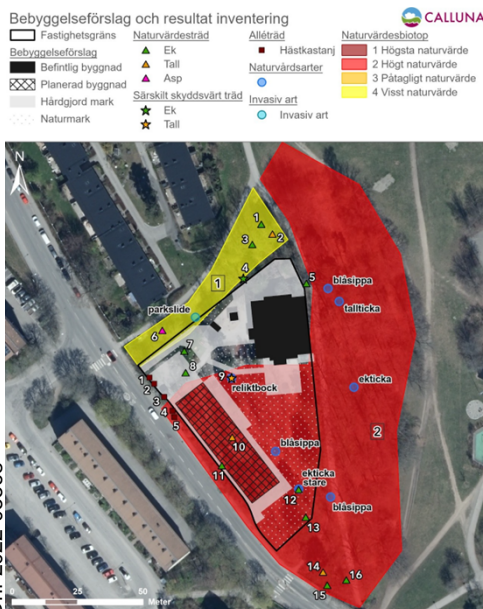 Bebyggelseförslag och resultat inventering
CALLUNA
Fastighetsgräns
Bebyggelseförslag
Befintlig byggnad
Planerad byggnad
Hårdgjord mark
Naturmark
Naturvärdesträd
Ek
Tall
Asp
Särskilt skyddsvärt träd
Ek
Tall
Alléträd
Hästkastanj
Naturvårdsarter
Invasiv art
Invasiv art
Naturvärdesbiotop
1 Högsta naturvärde
2 Högt naturvärde
3 Påtagligt naturvärde
4 Visst naturvärde
N
1
2
3
4
1
5
blåsippa
tallticka
parkslide
6
7
8
9
reliktbock
1
2
3
4
5
ekticka
2
10
blåsippa
11
ekticka
stare
12
blåsippa
13
14
16
15
0 25 50
Meter